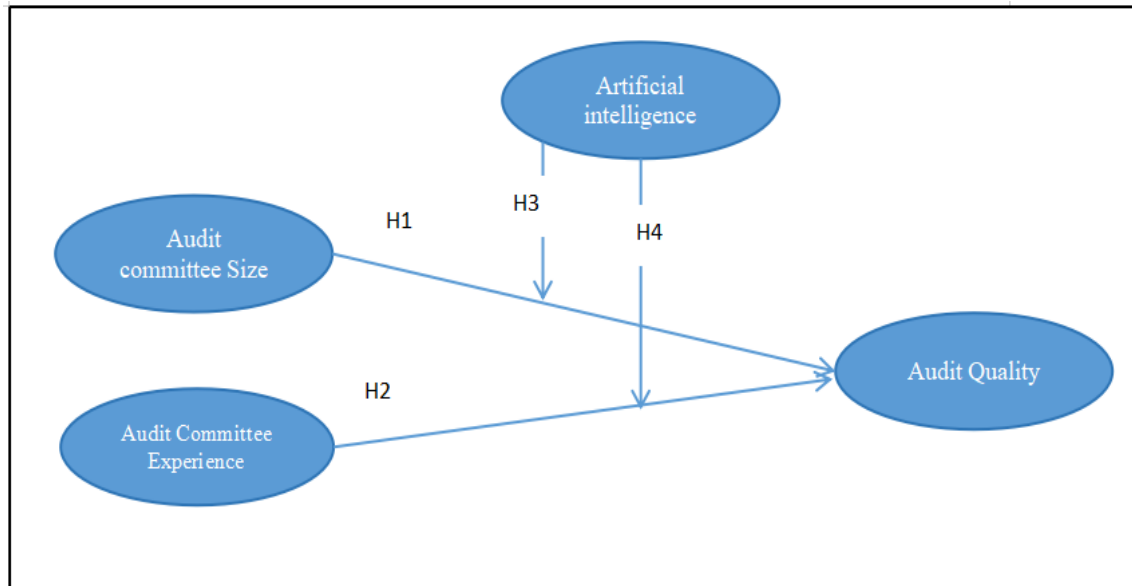 Artificial
intelligence
H3
H1
H4
Audit
committee Size
Audit Quality
H2
Audit Committee
Experience